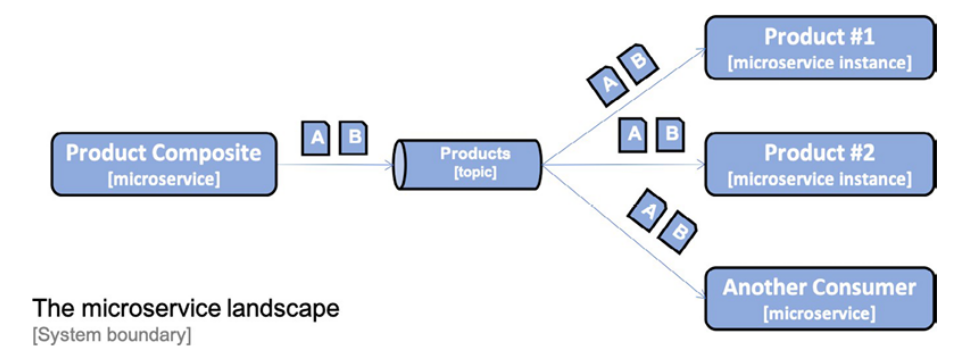 Product #1
[microservice instance]
A B
A B
A B
Product Composite
[microservice]
Products
[topic]
Product #2
[microservice instance]
A B
Another Consumer
[microservice]
The microservice landscape
[System boundary]